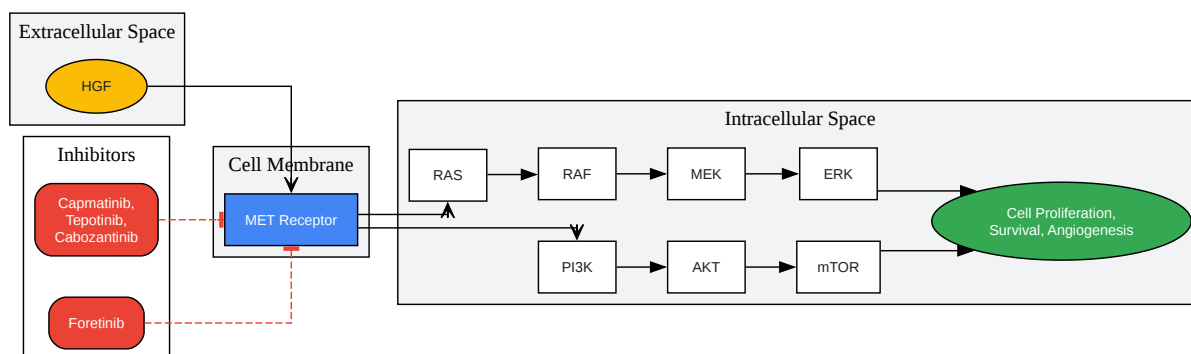 Extracellular Space
HGF
Inhibitors
Capmatinib,
Tepotinib,
Cabozantinib
Foretinib
Cell Membrane
MET Receptor
Intracellular Space
RAS
RAF
MEK
ERK
PI3K
AKT
mTOR
Cell Proliferation,
Survival, Angiogenesis